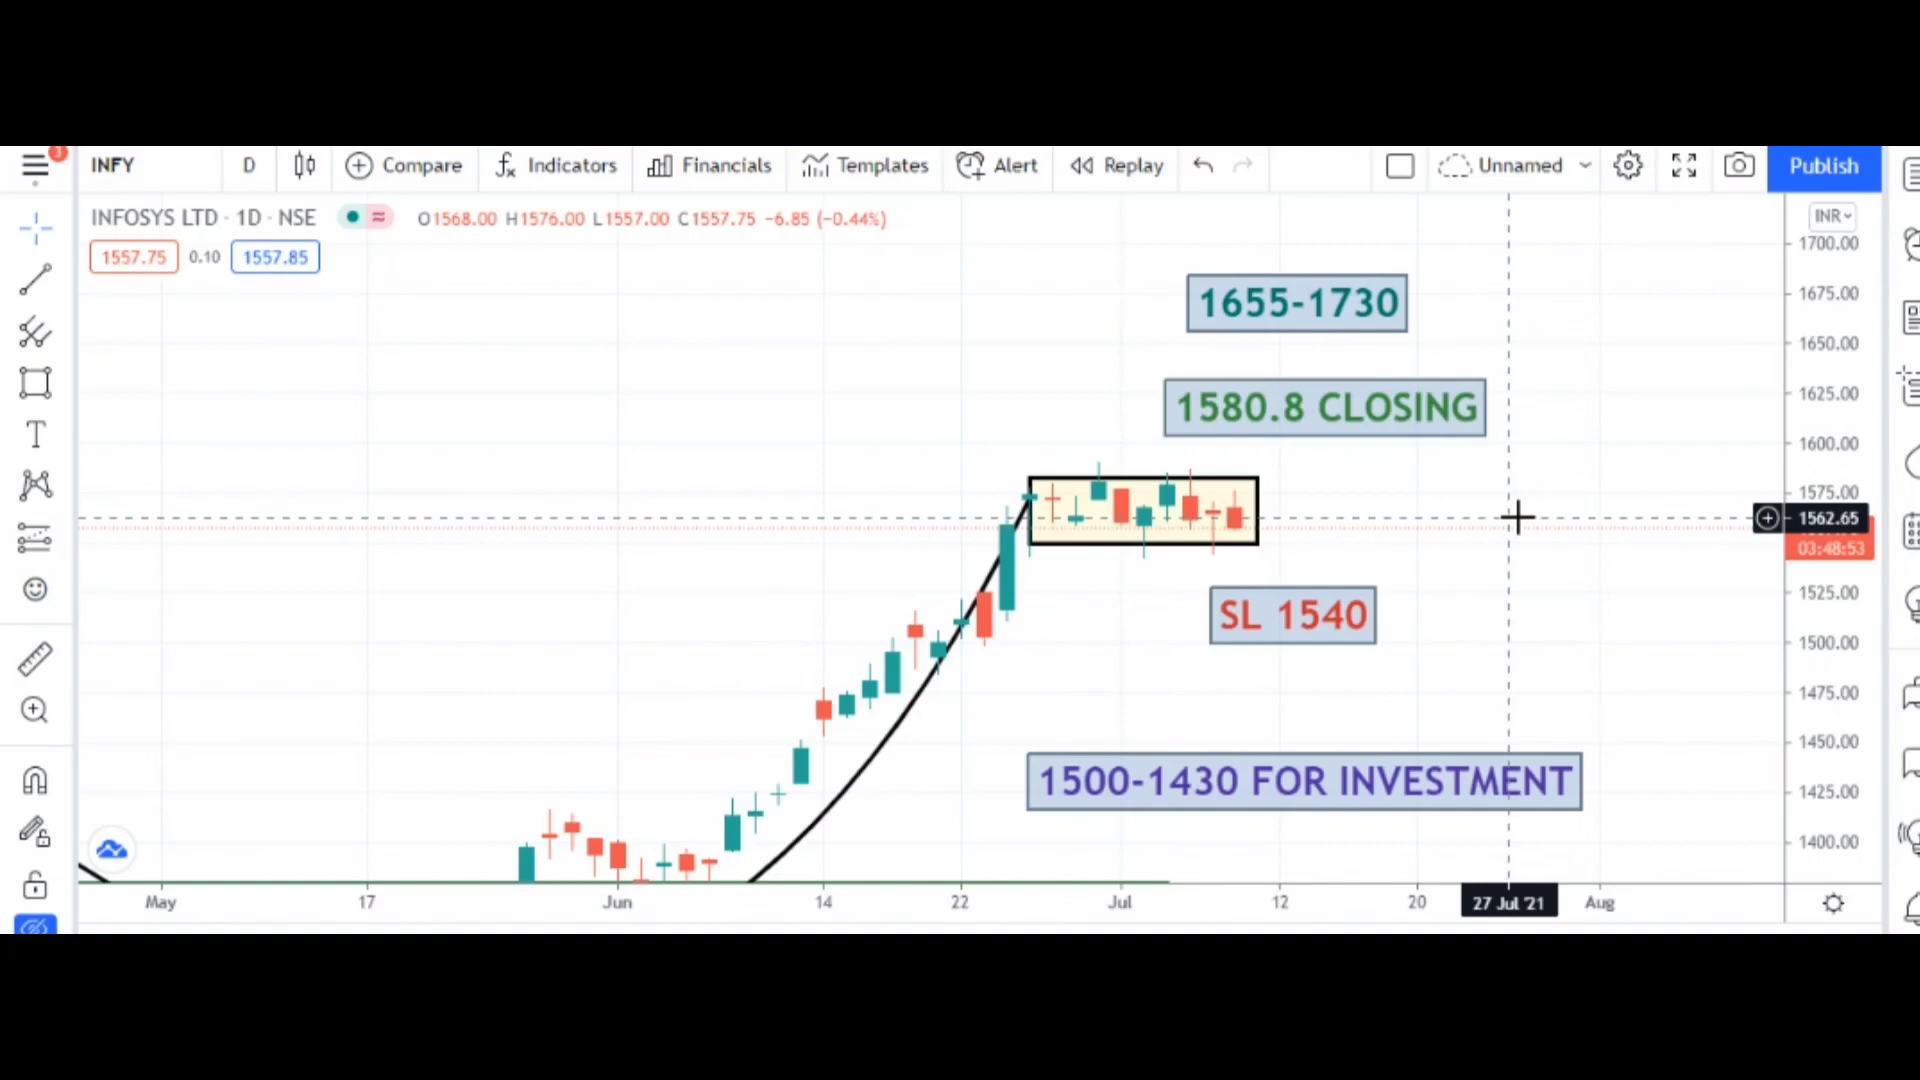 3
INFY D Compare Indicators Financials Templates Alert Replay Unnamed Publish
INFOSYS LTD · 1D · NSE O1568.00 H1576.00 L1557.00 C1557.75 −6.85 (−0.44%) INR
1557.75 0.10 1557.85
1700.00
1655-1730
1675.00
1650.00
1580.8 CLOSING
1625.00
1600.00
1575.00
1562.65
03:48:53
SL 1540
1525.00
1500.00
1475.00
1450.00
1500-1430 FOR INVESTMENT
1425.00
1400.00
May 17 Jun 14 22 Jul 12 20 27 Jul '21 Aug